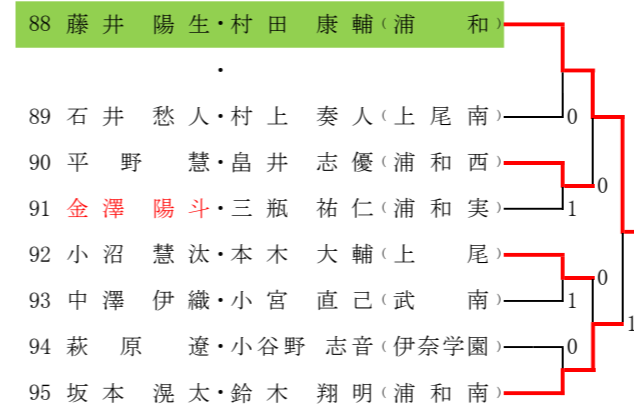 88 藤井 陽生・村田 康輔（浦 和）
・
89 石井 愁人・村上 奏人（上尾南）
0
90 平野 慧・畠井 志優（浦和西）
0
91 金澤 陽斗・三瓶 祐仁（浦和実）
1
92 小沼 慧汰・本木 大輔（上 尾）
0
93 中澤 伊織・小宮 直己（武 南）
1
1
94 萩原 遼・小谷野 志音（伊奈学園）
0
95 坂本 滉太・鈴木 翔明（浦和南）